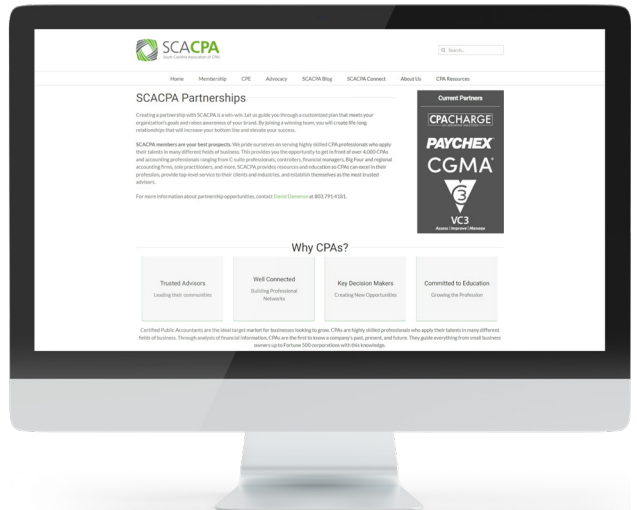 SCACPA
South Carolina Association of CPAs
Search...
Home Membership CPE Advocacy SCACPA Blog SCACPA Connect About Us CPA Resources
SCACPA Partnerships
Creating a partnership with SCACPA is a win-win. Let us guide you through a customized plan that meets your
organization's goals and raises awareness of your brand. By joining a winning team, you will create life-long
relationships that will increase your bottom line and elevate your success.
SCACPA members are your best prospects. We pride ourselves on serving highly skilled CPA professionals who apply
their talents in many different fields of business. This provides you the opportunity to get in front of over 4,000 CPAs
and accounting professionals ranging from C-suite professionals, controllers, financial managers, Big Four and regional
accounting firms, sole practitioners, and more. SCACPA provides resources and education so CPAs can excel in their
profession, provide top-level service to their clients and industries, and establish themselves as the most trusted
advisors.
For more information about partnership opportunities, contact David Dameron at 803.791.4181.
Current Partners
CPACHARGE
PAYCHEX
CGMA
3
VC3
Assess | Improve | Manage
Why CPAs?
Trusted Advisors
Leading their communities
Well Connected
Building Professional
Networks
Key Decision Makers
Creating New Opportunities
Committed to Education
Growing the Profession
Certified Public Accountants are the ideal target market for businesses looking to grow. CPAs are highly skilled professionals who apply their talents in many different
fields of business. Through analysis of financial information, CPAs are the first to know a company's past, present, and future. They guide everything from small business
owners up to Fortune 500 corporations with this knowledge.